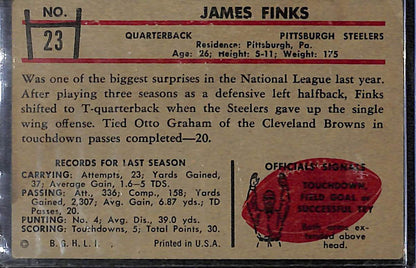 NO.
23
JAMES FINKS
QUARTERBACK PITTSBURGH STEELERS
Residence: Pittsburgh, Pa.
Age: 26; Height: 5-11; Weight: 175
Was one of the biggest surprises in the National League last year.
After playing three seasons as a defensive left halfback, Finks
shifted to T-quarterback when the Steelers gave up the single
wing offense. Tied Otto Graham of the Cleveland Browns in
touchdown passes completed—20.
RECORDS FOR LAST SEASON
CARRYING: Attempts, 23; Yards Gained,
37; Average Gain, 1.6—5 TDS.
PASSING: Att., 336; Comp., 158; Yards
Gained, 2,307; Avg. Gain, 6.87 yds.; TD
Passes, 20.
PUNTING: No. 4; Avg. Dis., 39.0 yds.
SCORING: Touchdowns, 5; Total Points, 30.
© B. G. H. L. I. Printed in U.S.A.
OFFICIALS' SIGNALS
TOUCHDOWN,
FIELD GOAL or
SUCCESSFUL TRY
Both arms ex-
tended above
head.